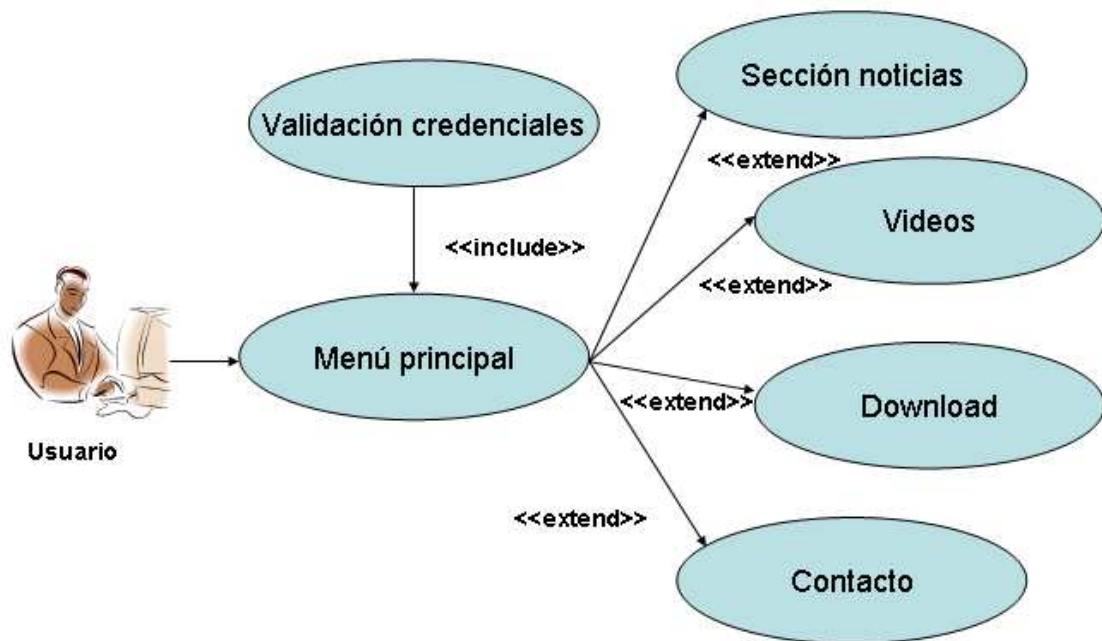 Sección noticias
Validación credenciales
<<extend>>
Videos
<<include>>
<<extend>>
Menú principal
<<extend>>
Download
Usuario
<<extend>>
Contacto